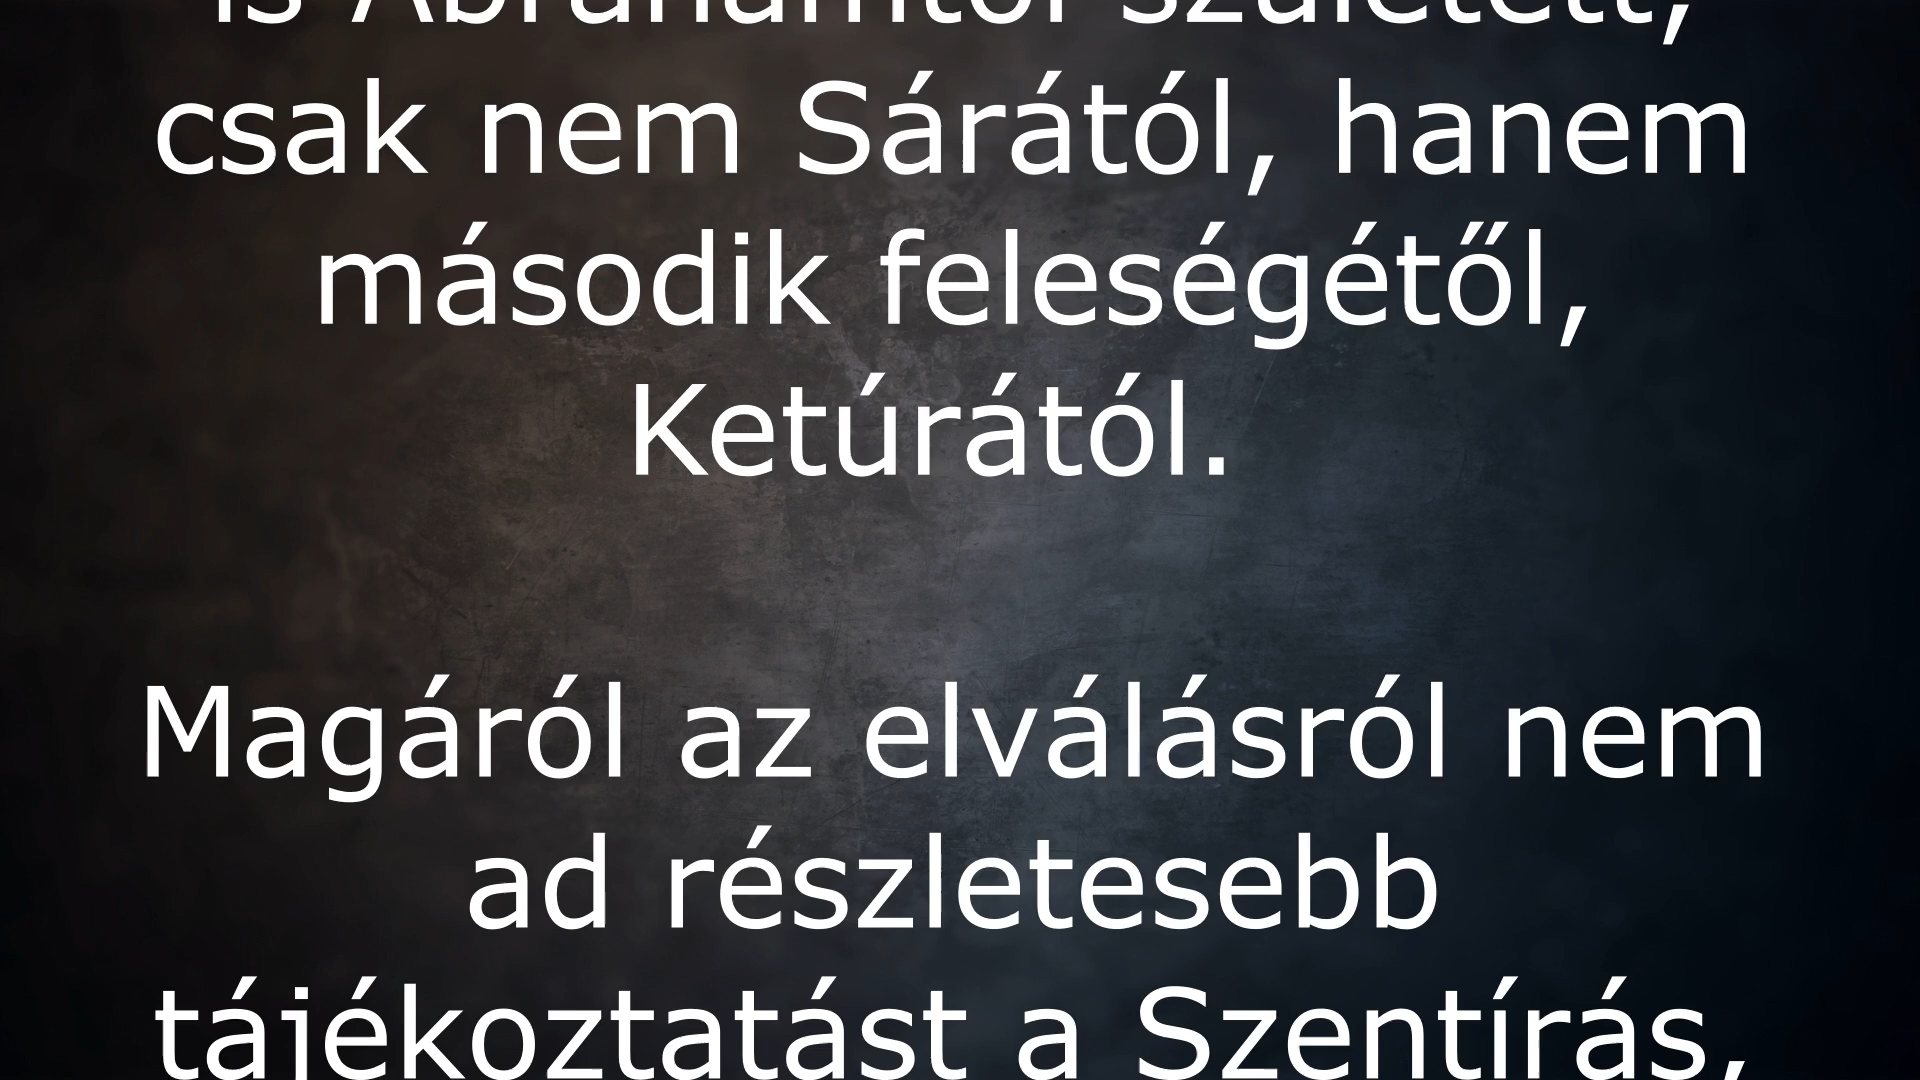 is Ábrahámtól született,
csak nem Sárától, hanem
második feleségétől,
Ketúrától.
Magáról az elválásról nem
ad részletesebb
tájékoztatást a Szentírás,